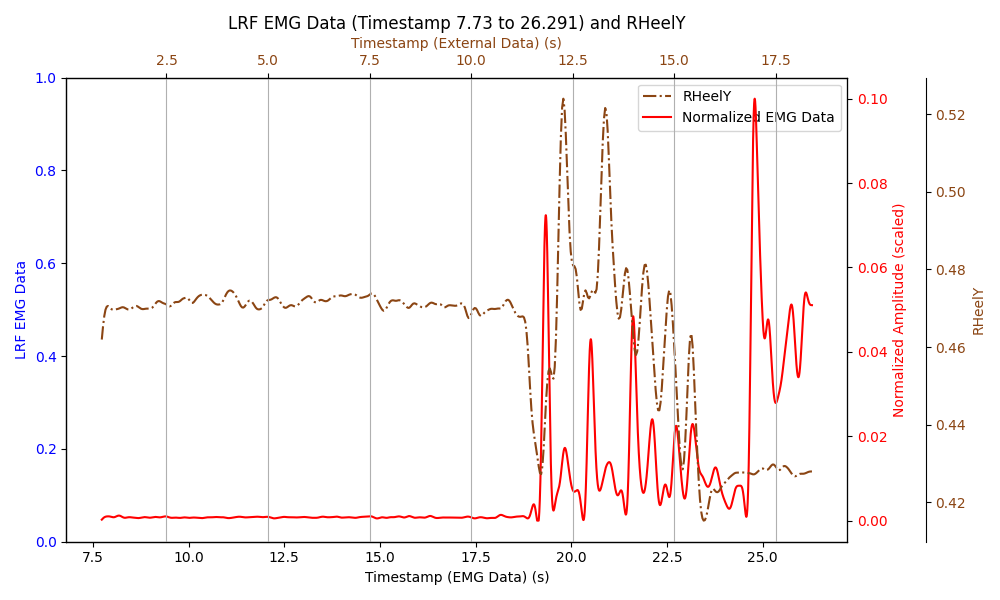 LRF EMG Data (Timestamp 7.73 to 26.291) and RHeelY
Timestamp (External Data) (s)
2.5 5.0 7.5 10.0 12.5 15.0 17.5
RHeelY
Normalized EMG Data
1.0
0.8
0.6
0.4
0.2
0.0
LRF EMG Data
0.10
0.08
0.06
0.04
0.02
0.00
Normalized Amplitude (scaled)
0.52
0.50
0.48
0.46
0.44
0.42
RHeelY
7.5 10.0 12.5 15.0 17.5 20.0 22.5 25.0
Timestamp (EMG Data) (s)